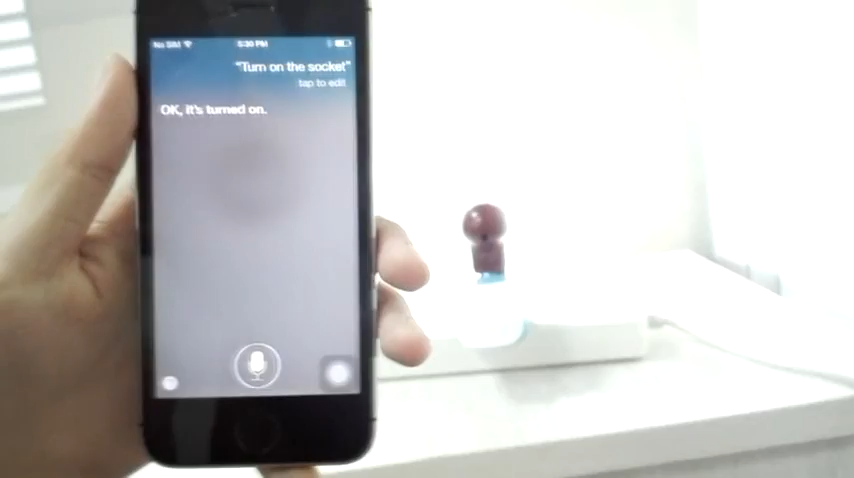 No SIM 5:30 PM
"Turn on the socket"
tap to edit
OK, it's turned on.